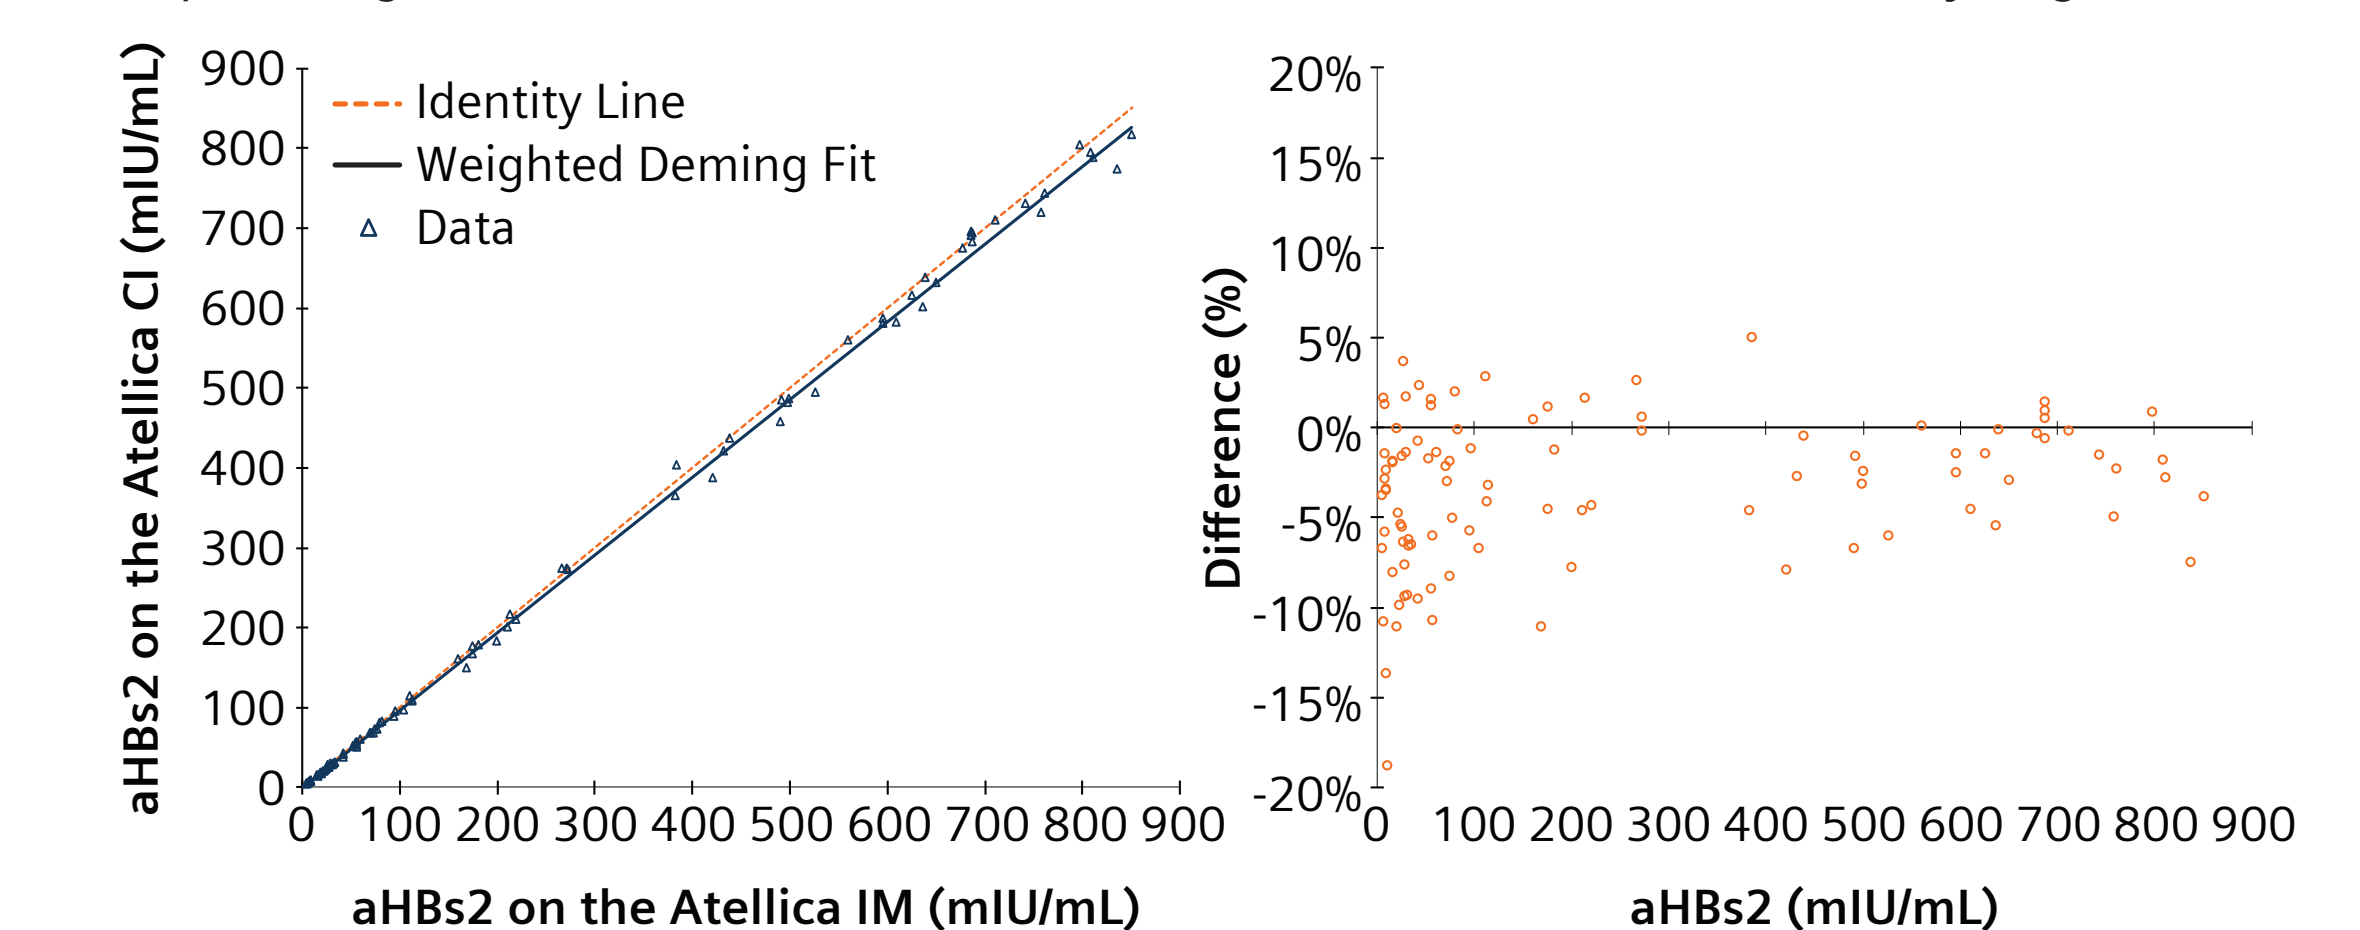 aHBs2 on the Atellica CI (mIU/mL)
900
800
700
600
500
400
300
200
100
0
Identity Line
Weighted Deming Fit
Data
0 100 200 300 400 500 600 700 800 900
aHBs2 on the Atellica IM (mIU/mL)
Difference (%)
20%
15%
10%
5%
0%
-5%
-10%
-15%
-20%
0 100 200 300 400 500 600 700 800 900
aHBs2 (mIU/mL)